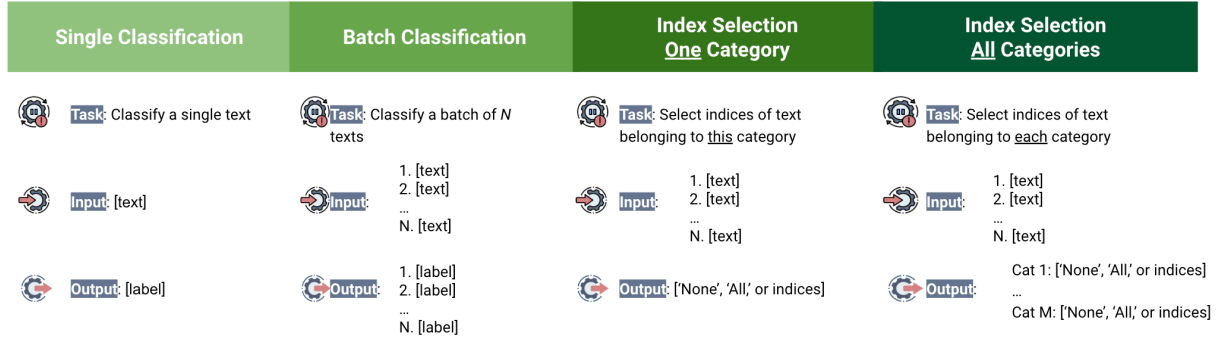 Single Classification
Task: Classify a single text
Input: [text]
Output: [label]
Batch Classification
Task: Classify a batch of N
texts
Input:
1. [text]
2. [text]
...
N. [text]
Output:
1. [label]
2. [label]
...
N. [label]
Index Selection
One Category
Task: Select indices of text
belonging to this category
Input:
1. [text]
2. [text]
...
N. [text]
Output: ['None', 'All,' or indices]
Index Selection
All Categories
Task: Select indices of text
belonging to each category
Input:
1. [text]
2. [text]
...
N. [text]
Output:
Cat 1: ['None', 'All,' or indices]
...
Cat M: ['None', 'All,' or indices]